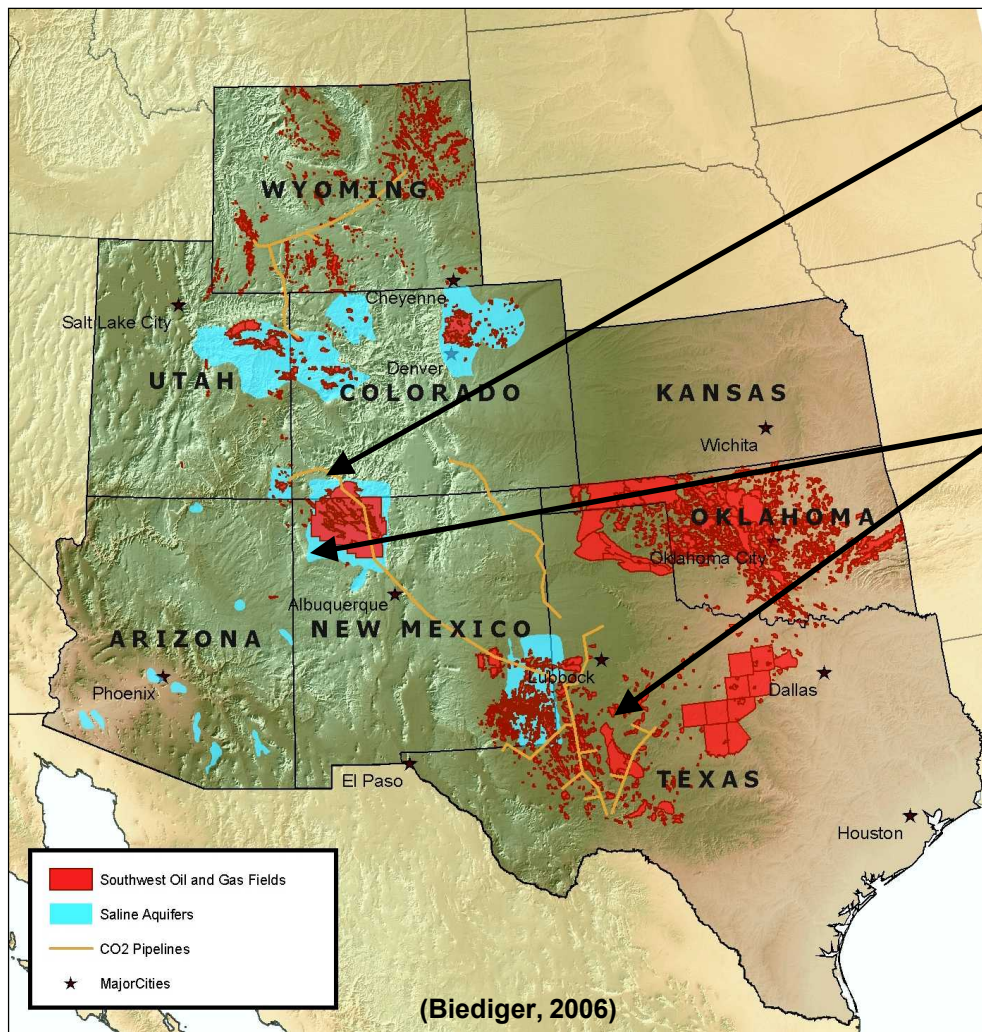 WYOMING
Cheyenne
Salt Lake City
UTAH
Denver
COLORADO
KANSAS
Wichita
OKLAHOMA
Oklahoma City
Albuquerque
ARIZONA
NEW MEXICO
Phoenix
Lubbock
Dallas
El Paso
TEXAS
Houston
Southwest Oil and Gas Fields
Saline Aquifers
CO2 Pipelines
MajorCities
(Biediger, 2006)